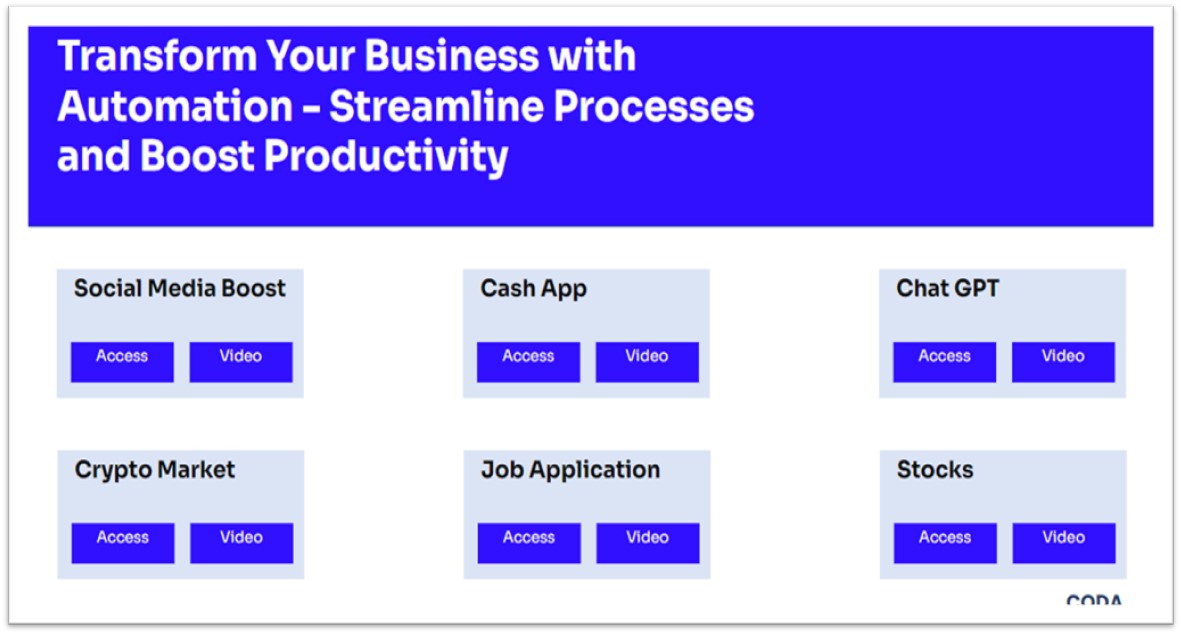 Transform Your Business with
Automation – Streamline Processes
and Boost Productivity
Social Media Boost
Cash App
Chat GPT
Access Video
Access Video
Access Video
Crypto Market
Job Application
Stocks
Access Video
Access Video
Access Video
CODA